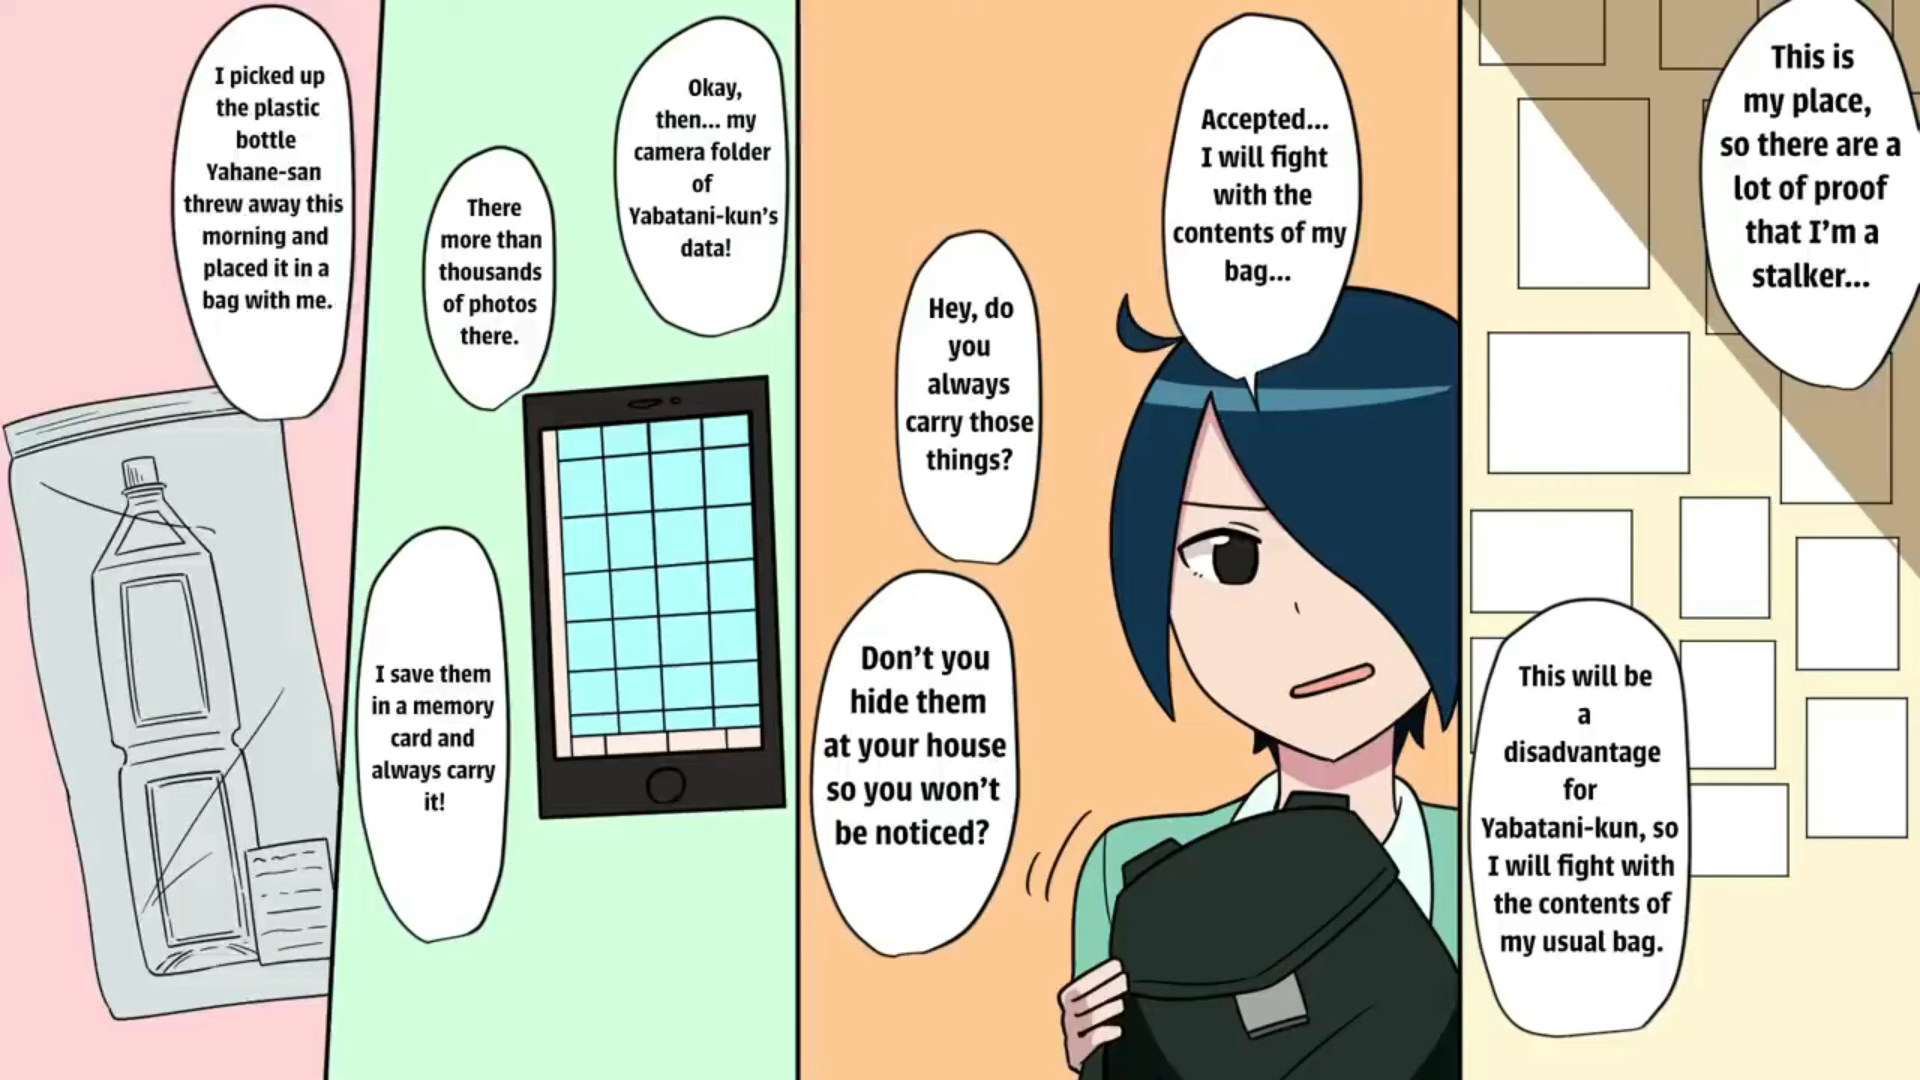 This is
my place,
so there are a
lot of proof
that I'm a
stalker...
This will be
a
disadvantage
for
Yabatani-kun, so
I will fight with
the contents of
my usual bag.
Accepted...
I will fight
with the
contents of my
bag...
Hey, do
you
always
carry those
things?
Don't you
hide them
at your house
so you won't
be noticed?
Okay,
then... my
camera folder
of
Yabatani-kun's
data!
There
more than
thousands
of photos
there.
I save them
in a memory
card and
always carry
it!
I picked up
the plastic
bottle
Yahane-san
threw away this
morning and
placed it in a
bag with me.